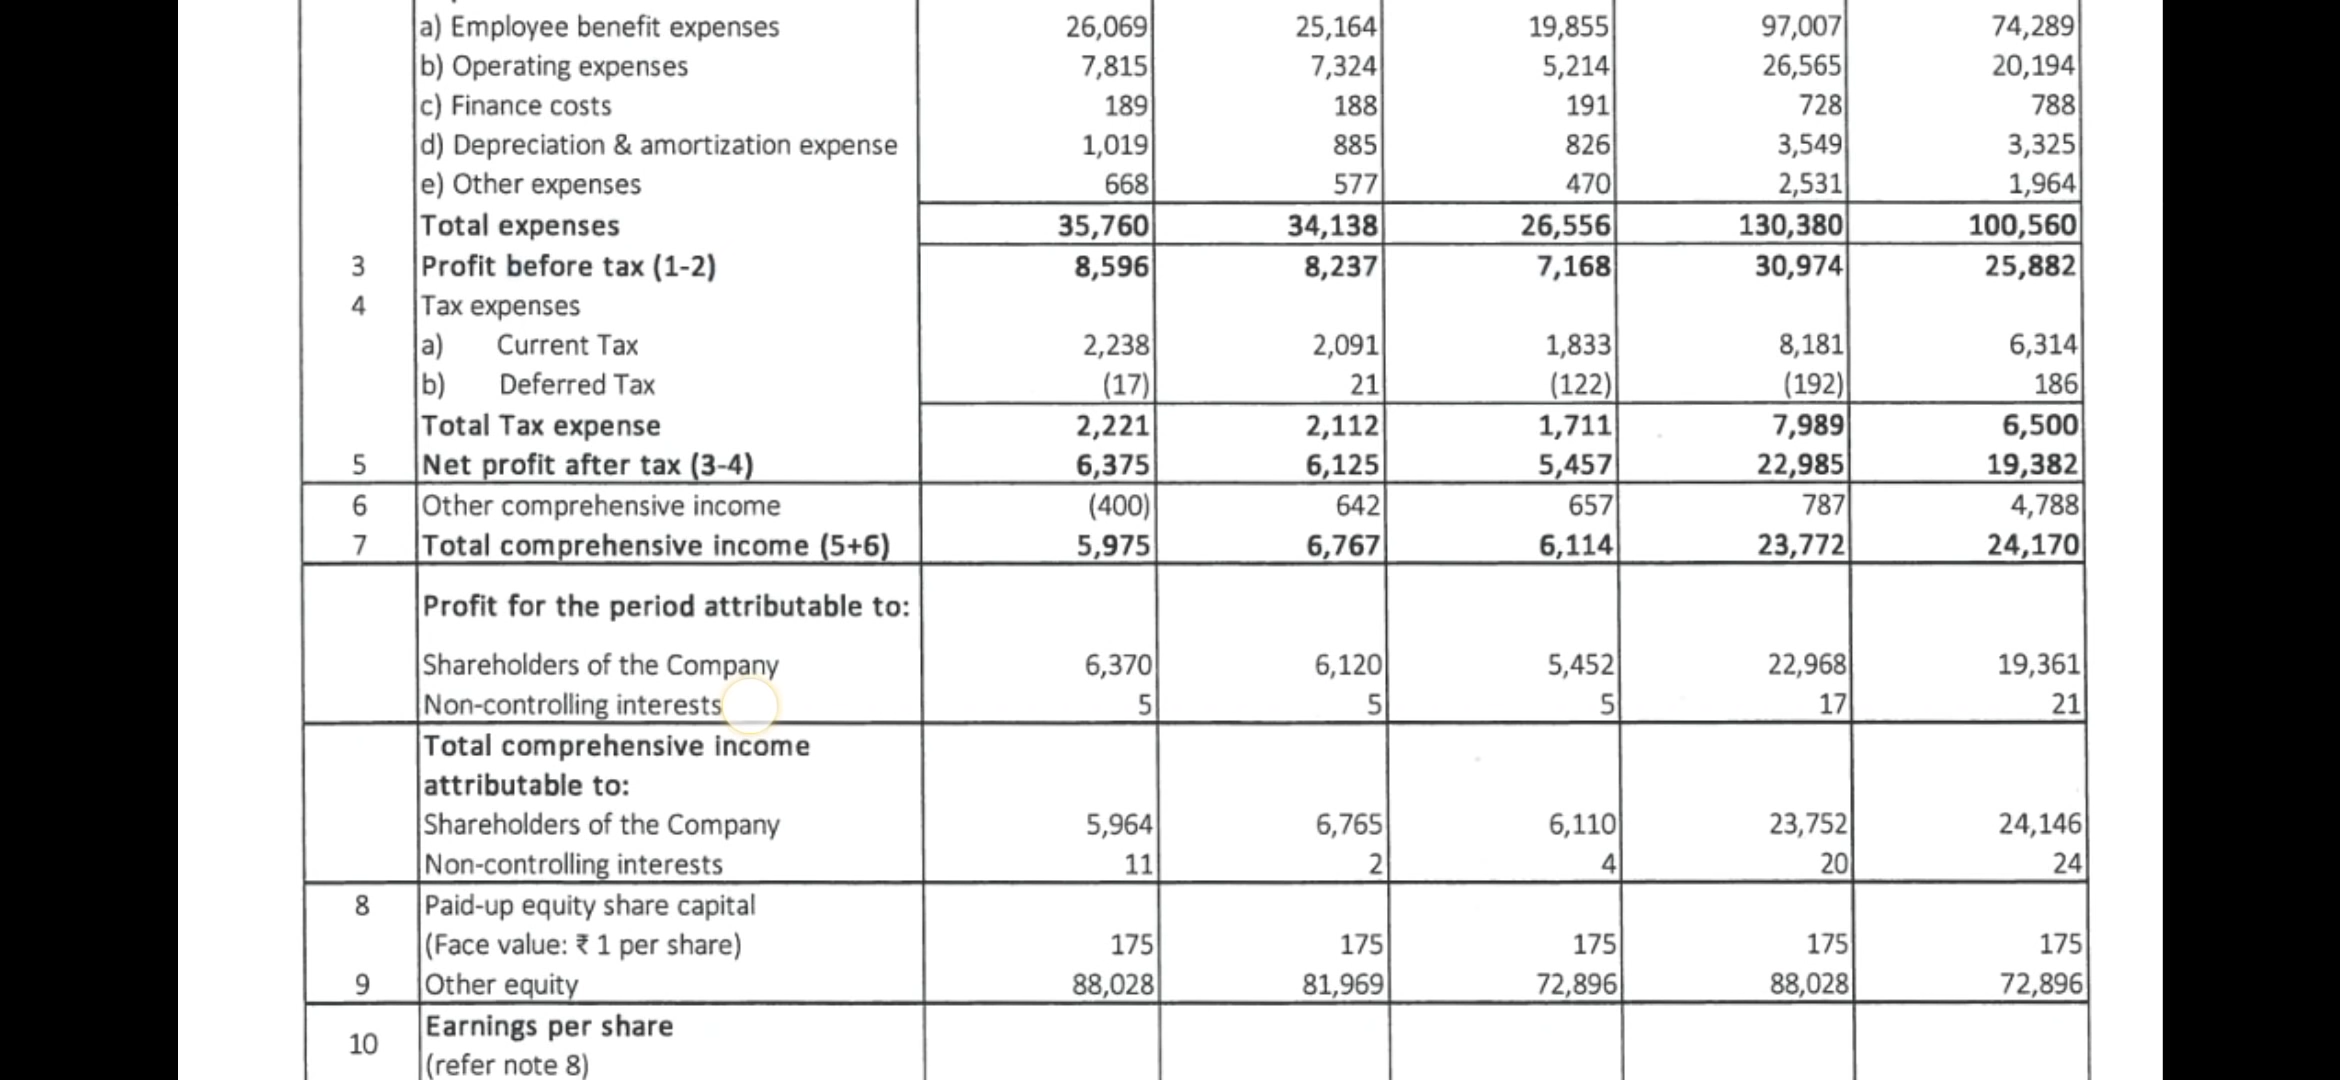 a) Employee benefit expenses 26,069 25,164 19,855 97,007 74,289
b) Operating expenses 7,815 7,324 5,214 26,565 20,194
c) Finance costs 189 188 191 728 788
d) Depreciation & amortization expense 1,019 885 826 3,549 3,325
e) Other expenses 668 577 470 2,531 1,964
Total expenses 35,760 34,138 26,556 130,380 100,560
3 Profit before tax (1-2) 8,596 8,237 7,168 30,974 25,882
4 Tax expenses
a) Current Tax 2,238 2,091 1,833 8,181 6,314
b) Deferred Tax (17) 21 (122) (192) 186
Total Tax expense 2,221 2,112 1,711 7,989 6,500
5 Net profit after tax (3-4) 6,375 6,125 5,457 22,985 19,382
6 Other comprehensive income (400) 642 657 787 4,788
7 Total comprehensive income (5+6) 5,975 6,767 6,114 23,772 24,170
Profit for the period attributable to:
Shareholders of the Company 6,370 6,120 5,452 22,968 19,361
Non-controlling interests 5 5 5 17 21
Total comprehensive income
attributable to:
Shareholders of the Company 5,964 6,765 6,110 23,752 24,146
Non-controlling interests 11 2 4 20 24
8 Paid-up equity share capital
(Face value: ₹ 1 per share) 175 175 175 175 175
9 Other equity 88,028 81,969 72,896 88,028 72,896
Earnings per share
10
(refer note 8)